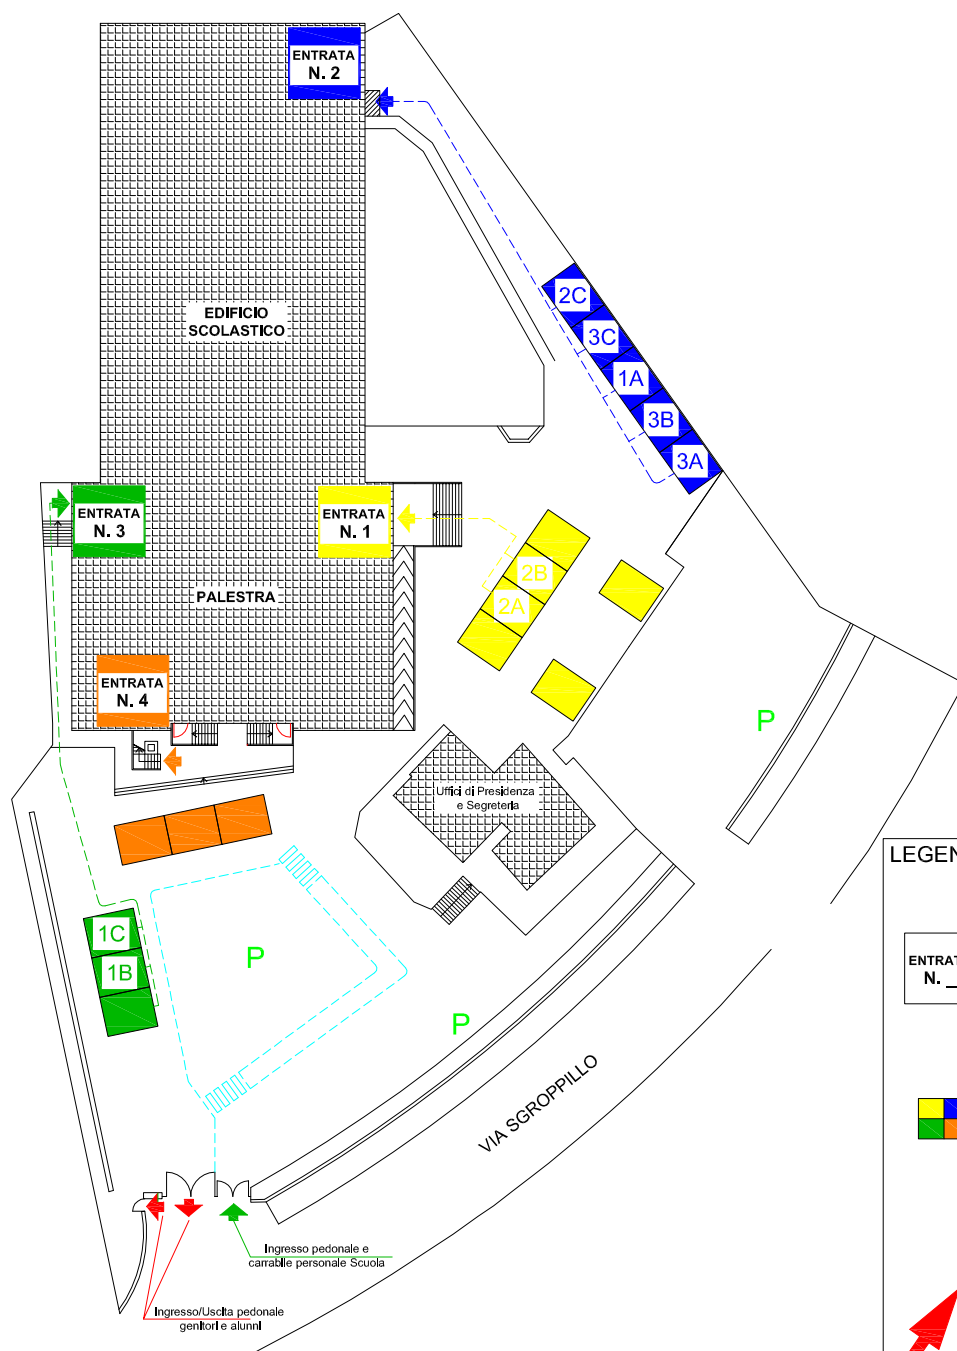 ENTRATA
N. 2
EDIFICIO
SCOLASTICO
2C
3C
1A
3B
3A
ENTRATA
N. 3
ENTRATA
N. 1
2B
2A
PALESTRA
ENTRATA
N. 4
P
Uffici di Presidenza
e Segreteria
LEGEN
1C
1B
P
P
ENTRAT
N. _
VIA SGROPPILLO
Ingresso pedonale e
carrabile personale Scuola
Ingresso/Uscita pedonale
genitori e alunni